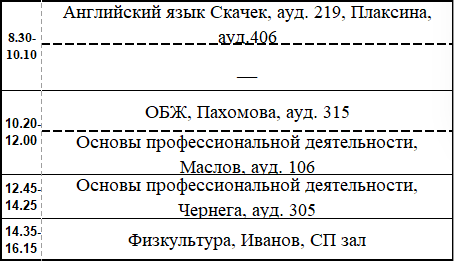 Английский язык Скачек, ауд. 219, Плаксина,
ауд.406
8.30-
10.10
—
ОБЖ, Пахомова, ауд. 315
10.20-
12.00
Основы профессиональной деятельности,
Маслов, ауд. 106
12.45-
14.25
Основы профессиональной деятельности,
Чернега, ауд. 305
14.35-
16.15
Физкультура, Иванов, СП зал